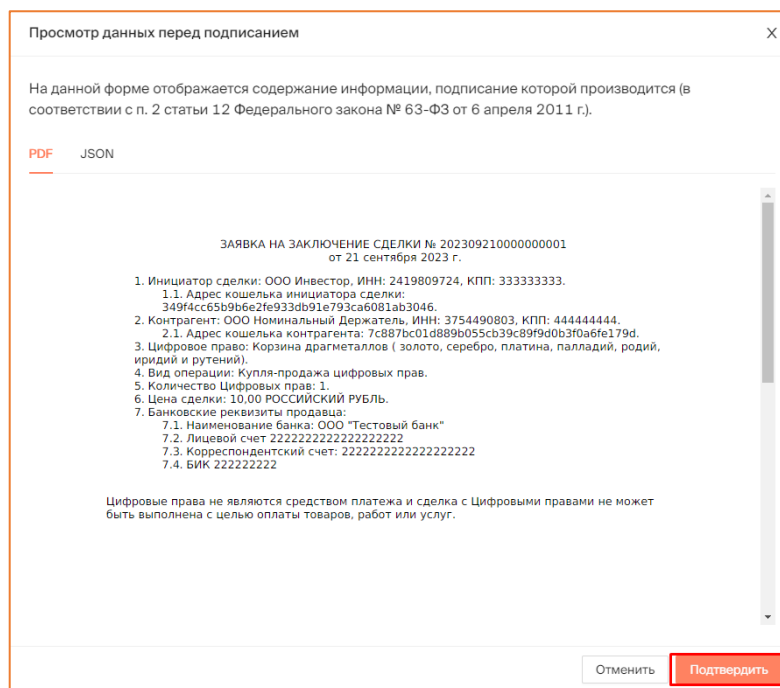 Просмотр данных перед подписанием
На данной форме отображается содержание информации, подписание которой производится (в
соответствии с п. 2 статьи 12 Федерального закона № 63-ФЗ от 6 апреля 2011 г.).
PDF JSON
ЗАЯВКА НА ЗАКЛЮЧЕНИЕ СДЕЛКИ № 202309210000000001
от 21 сентября 2023 г.
1. Инициатор сделки: ООО Инвестор, ИНН: 2419809724, КПП: 333333333.
1.1. Адрес кошелька инициатора сделки:
349f4cc65b9b6e2fe933db91e793ca6081ab3046.
2. Контрагент: ООО Номинальный Держатель, ИНН: 3754490803, КПП: 444444444.
2.1. Адрес кошелька контрагента: 7c887bc01d889b055cb39c89f9d0b3f0a6fe179d.
3. Цифровое право: Корзина драгметаллов ( золото, серебро, платина, палладий, родий,
иридий и рутений).
4. Вид операции: Купля-продажа цифровых прав.
5. Количество Цифровых прав: 1.
6. Цена сделки: 10,00 РОССИЙСКИЙ РУБЛЬ.
7. Банковские реквизиты продавца:
7.1. Наименование банка: ООО "Тестовый банк"
7.2. Лицевой счет 22222222222222222222
7.3. Корреспондентский счет: 22222222222222222222
7.4. БИК 222222222
Цифровые права не являются средством платежа и сделка с Цифровыми правами не может
быть выполнена с целью оплаты товаров, работ или услуг.
Отменить Подтвердить